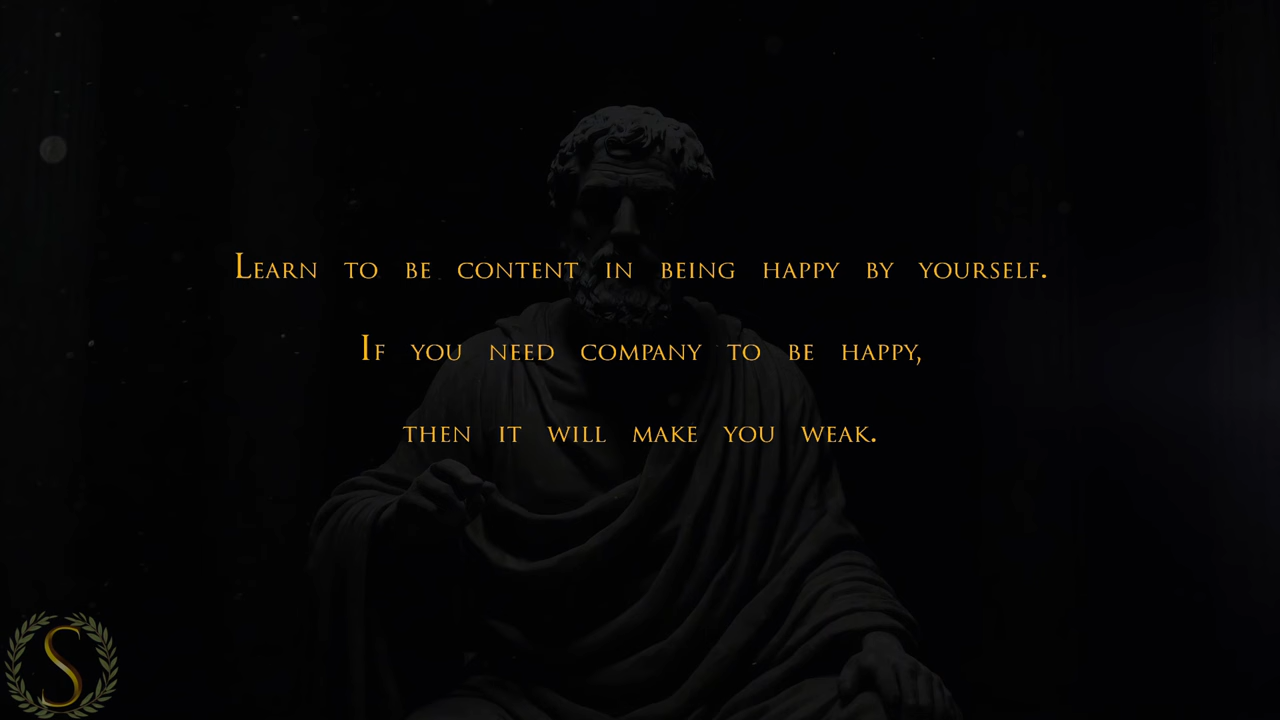 Learn to be content in being happy by yourself.
If you need company to be happy,
then it will make you weak.
S